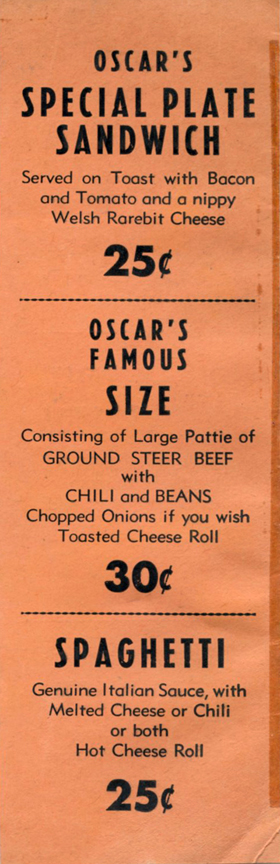 OSCAR'S
SPECIAL PLATE
SANDWICH
Served on Toast with Bacon
and Tomato and a nippy
Welsh Rarebit Cheese
25¢
OSCAR'S
FAMOUS
SIZE
Consisting of Large Pattie of
GROUND STEER BEEF
with
CHILI and BEANS
Chopped Onions if you wish
Toasted Cheese Roll
30¢
SPAGHETTI
Genuine Italian Sauce, with
Melted Cheese or Chili
or both
Hot Cheese Roll
25¢